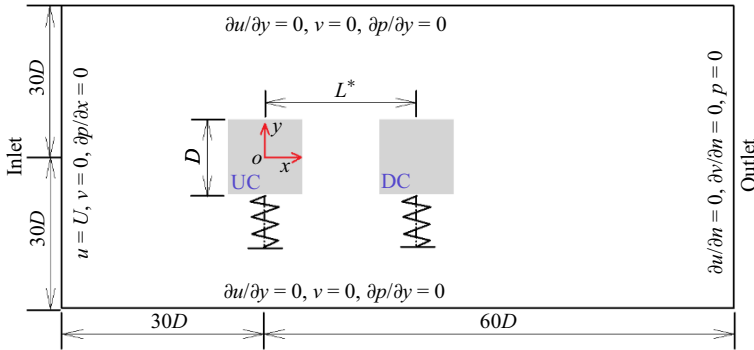 ∂u/∂y = 0, v = 0, ∂p/∂y = 0
30D
L*
Inlet
u = U, v = 0, ∂p/∂x = 0
D
y
o
x
UC
DC
∂u/∂n = 0, ∂v/∂n = 0, p = 0
Outlet
30D
∂u/∂y = 0, v = 0, ∂p/∂y = 0
30D
60D